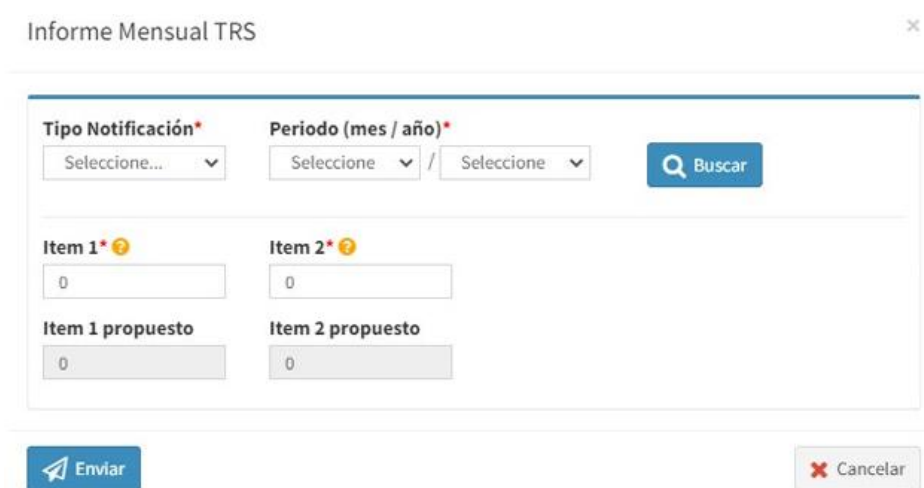 Informe Mensual TRS ×
Tipo Notificación* Periodo (mes / año)*
Seleccione... Seleccione / Seleccione Buscar
Item 1* ? Item 2* ?
0 0
Item 1 propuesto Item 2 propuesto
0 0
Enviar Cancelar